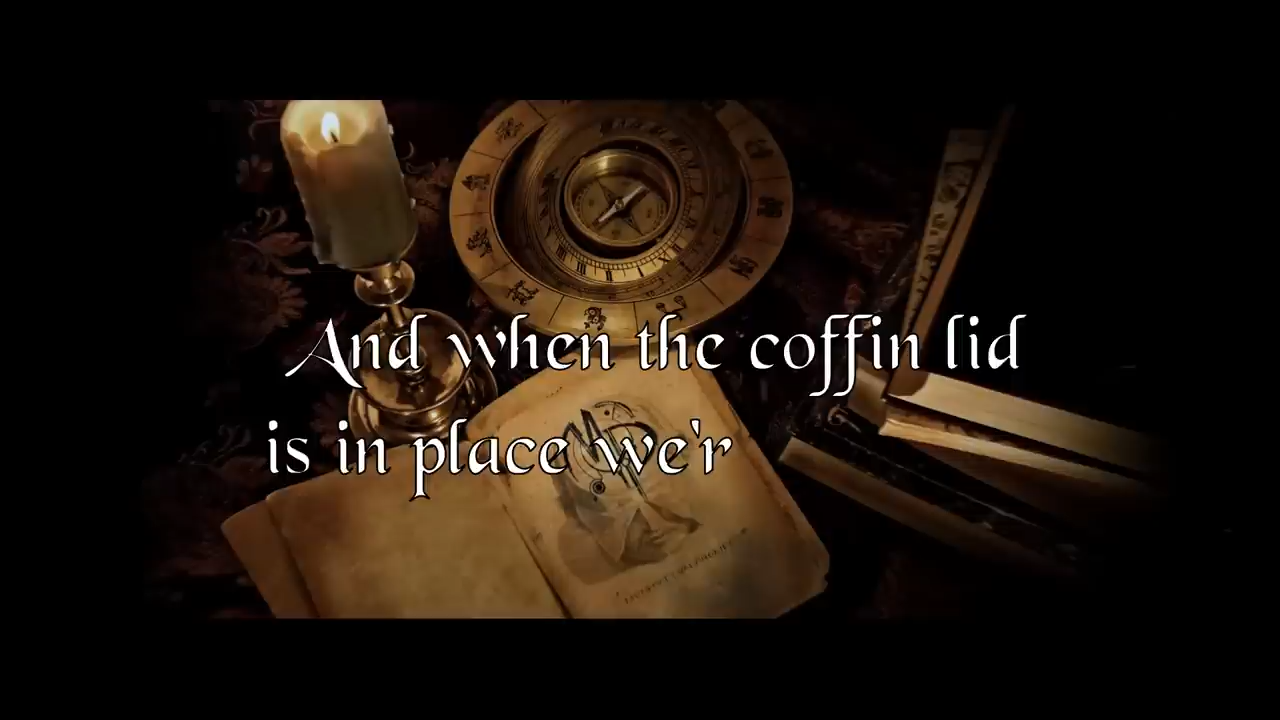 And when the coffin lid
is in place we'r